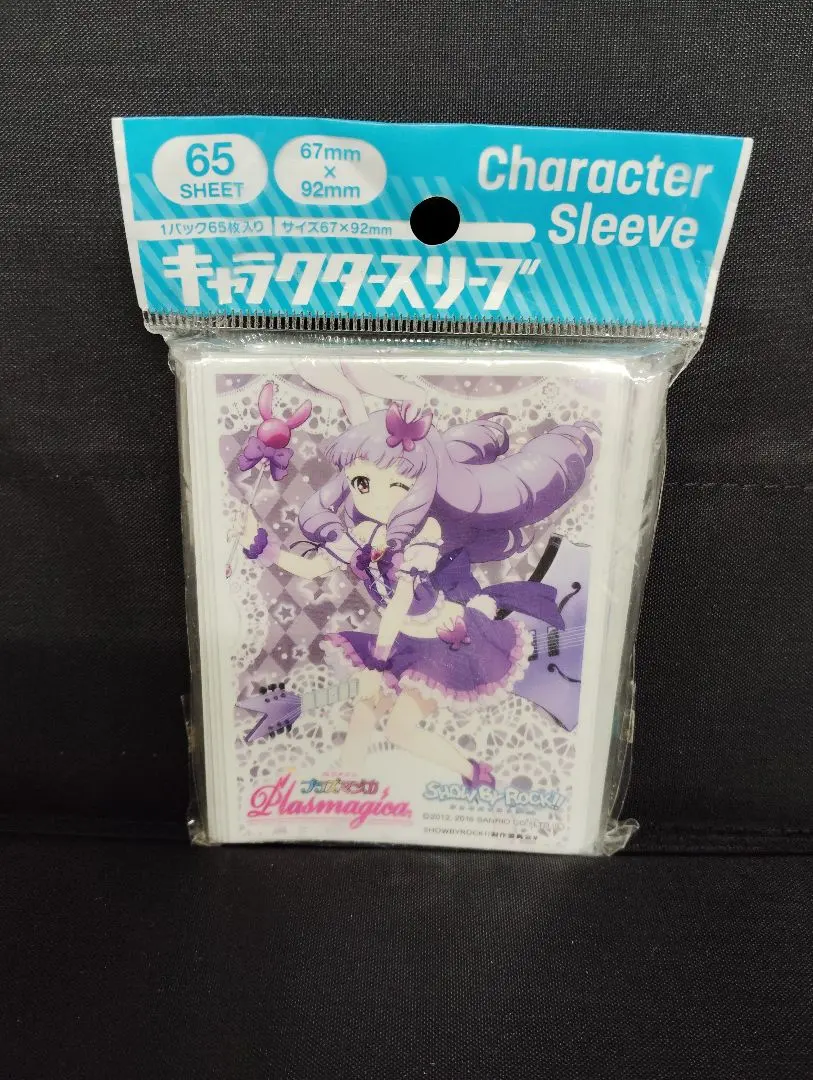 65
SHEET
67mm
×
92mm
Character
Sleeve
1パック65枚入り
サイズ67×92mm
キャラクタースリーブ
プラズマジカ
Plasmagica
SHOW BY ROCK!!
©2012, 2016 SANRIO CO.,LTD.
SHOWBYROCK!!製作委員会